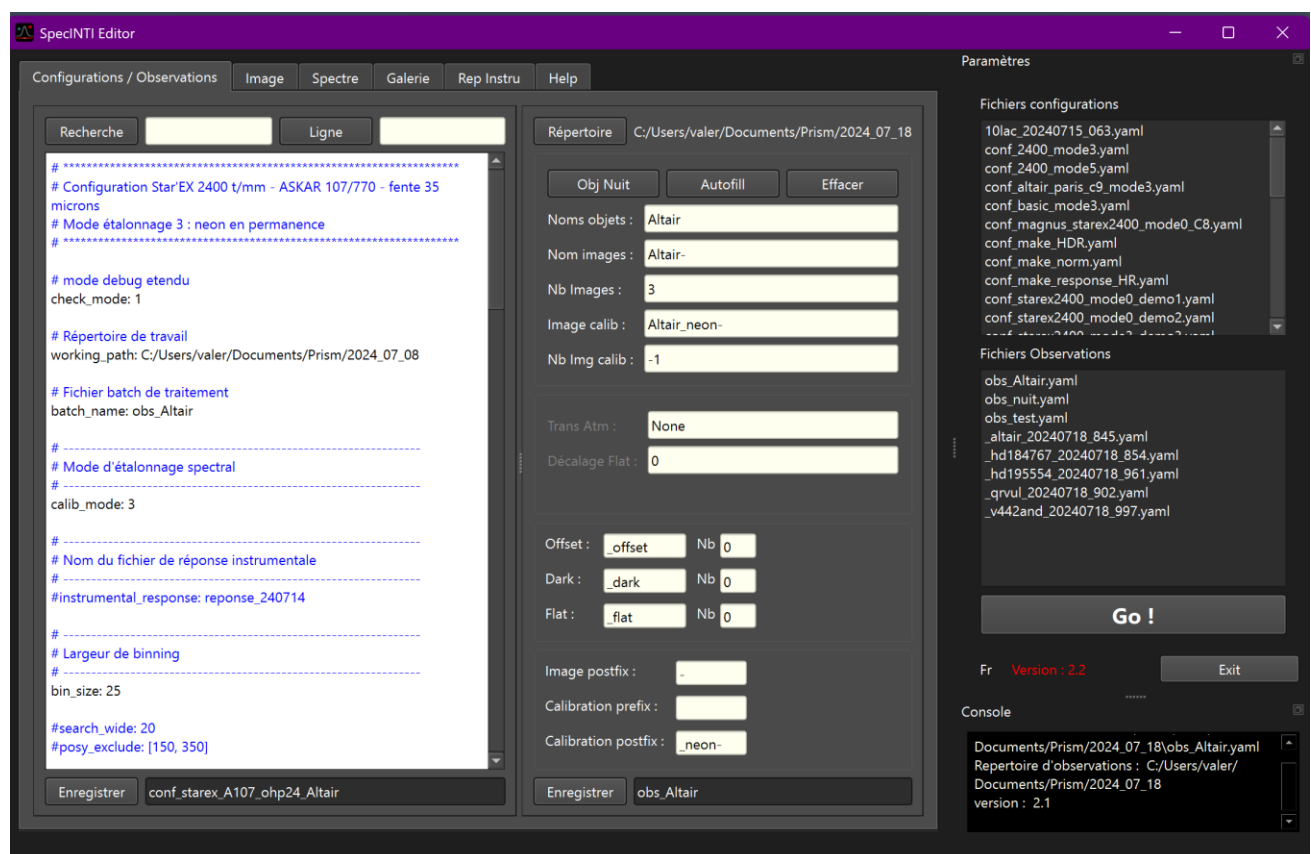 SpecINTI Editor
Configurations / Observations Image Spectre Galerie Rep Instru Help
Recherche Ligne
# ********************************************************************
# Configuration Star'EX 2400 t/mm - ASKAR 107/770 - fente 35
microns
# Mode étalonnage 3 : neon en permanence
# ********************************************************************
# mode debug etendu
check_mode: 1
# Répertoire de travail
working_path: C:/Users/valer/Documents/Prism/2024_07_08
# Fichier batch de traitement
batch_name: obs_Altair
# ---------------------------------------------------------------
# Mode d'étalonnage spectral
# ---------------------------------------------------------------
calib_mode: 3
# ---------------------------------------------------------------
# Nom du fichier de réponse instrumentale
# ---------------------------------------------------------------
#instrumental_response: reponse_240714
# ---------------------------------------------------------------
# Largeur de binning
# ---------------------------------------------------------------
bin_size: 25
#search_wide: 20
#posy_exclude: [150, 350]
Enregistrer conf_starex_A107_ohp24_Altair
Répertoire C:/Users/valer/Documents/Prism/2024_07_18
Obj Nuit Autofill Effacer
Noms objets : Altair
Nom images : Altair-
Nb Images : 3
Image calib : Altair_neon-
Nb Img calib : -1
Trans Atm : None
Décalage Flat : 0
Offset : _offset Nb 0
Dark : _dark Nb 0
Flat : _flat Nb 0
Image postfix : -
Calibration prefix :
Calibration postfix : _neon-
Enregistrer obs_Altair
Paramètres
Fichiers configurations
10lac_20240715_063.yaml
conf_2400_mode3.yaml
conf_2400_mode5.yaml
conf_altair_paris_c9_mode3.yaml
conf_basic_mode3.yaml
conf_magnus_starex2400_mode0_C8.yaml
conf_make_HDR.yaml
conf_make_norm.yaml
conf_make_response_HR.yaml
conf_starex2400_mode0_demo1.yaml
conf_starex2400_mode0_demo2.yaml
Fichiers Observations
obs_Altair.yaml
obs_nuit.yaml
obs_test.yaml
_altair_20240718_845.yaml
_hd184767_20240718_854.yaml
_hd195554_20240718_961.yaml
_qrvul_20240718_902.yaml
_v442and_20240718_997.yaml
Go !
Fr Version : 2.2 Exit
Console
Documents/Prism/2024_07_18\obs_Altair.yaml
Repertoire d'observations : C:/Users/valer/
Documents/Prism/2024_07_18
version : 2.1